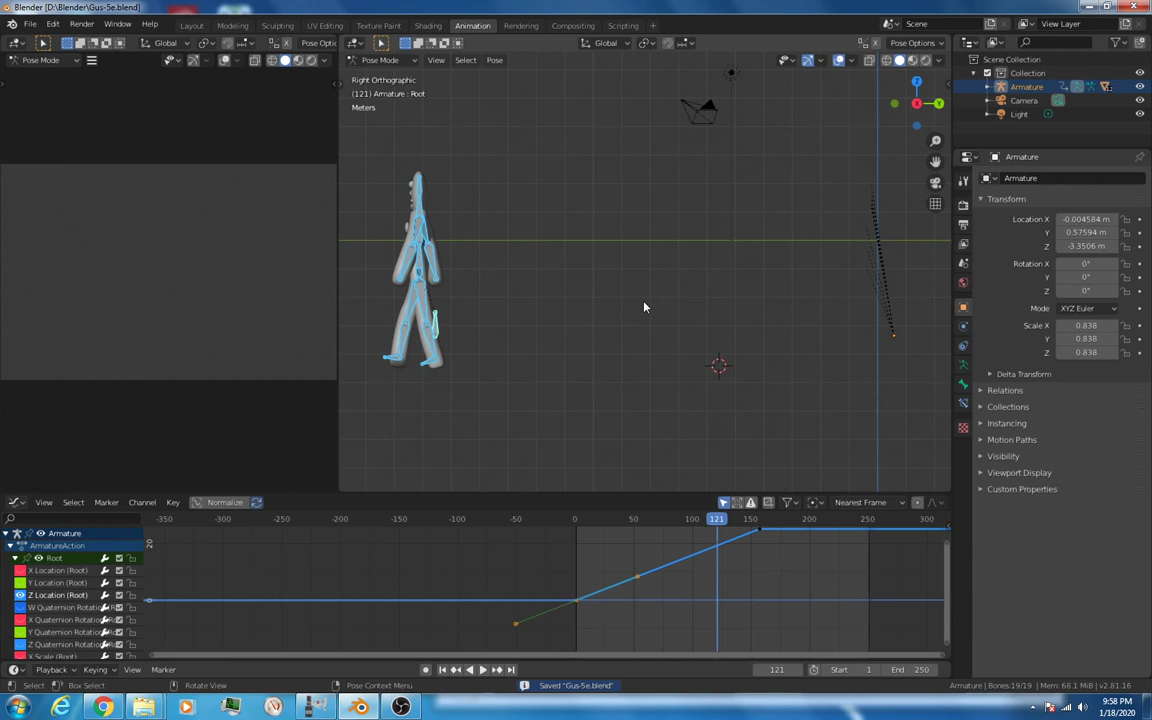 Blender [D:\Blender\Gus-5e.blend]
File Edit Render Window Help Layout Modeling Sculpting UV Editing Texture Paint Shading Animation Rendering Compositing Scripting + Scene View Layer
Global Pose Optic Global Pose Options
Pose Mode Pose Mode View Select Pose Scene Collection
Collection
Armature
Camera
Light
Right Orthographic
(121) Armature : Root
Meters
Z
X Y
Armature
Armature
Transform
Location X -0.004584 m
Y 0.57594 m
Z -3.3506 m
Rotation X 0°
Y 0°
Z 0°
Mode XYZ Euler
Scale X 0.838
Y 0.838
Z 0.838
Delta Transform
Relations
Collections
Instancing
Motion Paths
Visibility
Viewport Display
Custom Properties
View Select Marker Channel Key Normalize Nearest Frame
-350 -300 -250 -200 -150 -100 -50 0 50 100 121 150 200 250 300
20
0
Armature
ArmatureAction
Root
X Location (Root)
Y Location (Root)
Z Location (Root)
W Quaternion Rotation
X Quaternion Rotation
Y Quaternion Rotation
Z Quaternion Rotation
X Scale (Root)
Playback Keying View Marker 121 Start 1 End 250
Select Box Select Rotate View Pose Context Menu Saved "Gus-5e.blend" Armature | Bones:19/19 | Mem: 68.1 MiB | v2.81.16
9:58 PM
1/18/2020